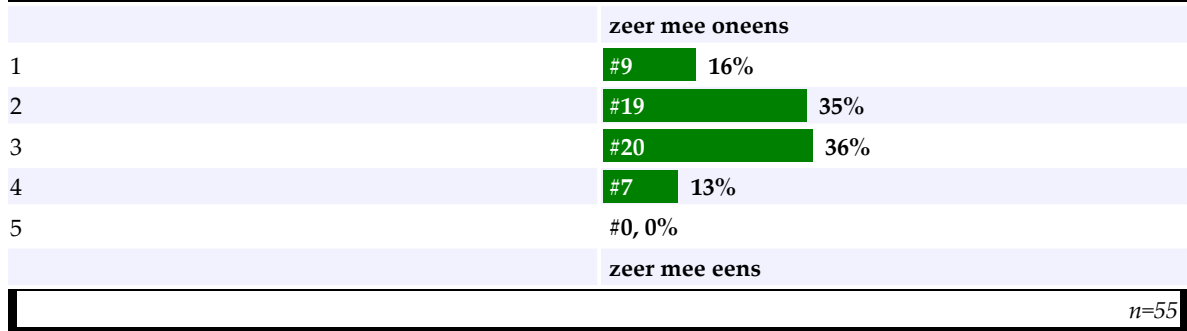 zeer mee oneens
1 #9 16%
2 #19 35%
3 #20 36%
4 #7 13%
5 #0, 0%
zeer mee eens
n=55